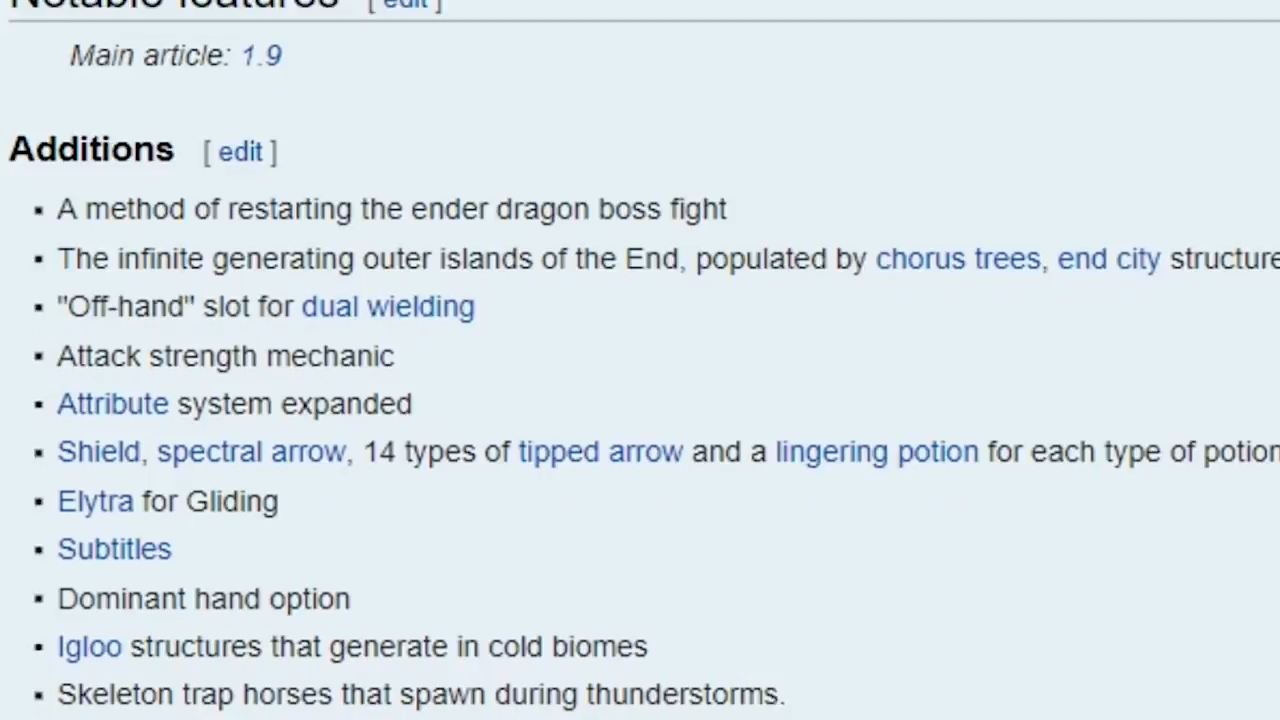 Notable features [ edit ]
Main article: 1.9
Additions [ edit ]
▪ A method of restarting the ender dragon boss fight
▪ The infinite generating outer islands of the End, populated by chorus trees, end city structure
▪ "Off-hand" slot for dual wielding
▪ Attack strength mechanic
▪ Attribute system expanded
▪ Shield, spectral arrow, 14 types of tipped arrow and a lingering potion for each type of potion
▪ Elytra for Gliding
▪ Subtitles
▪ Dominant hand option
▪ Igloo structures that generate in cold biomes
▪ Skeleton trap horses that spawn during thunderstorms.